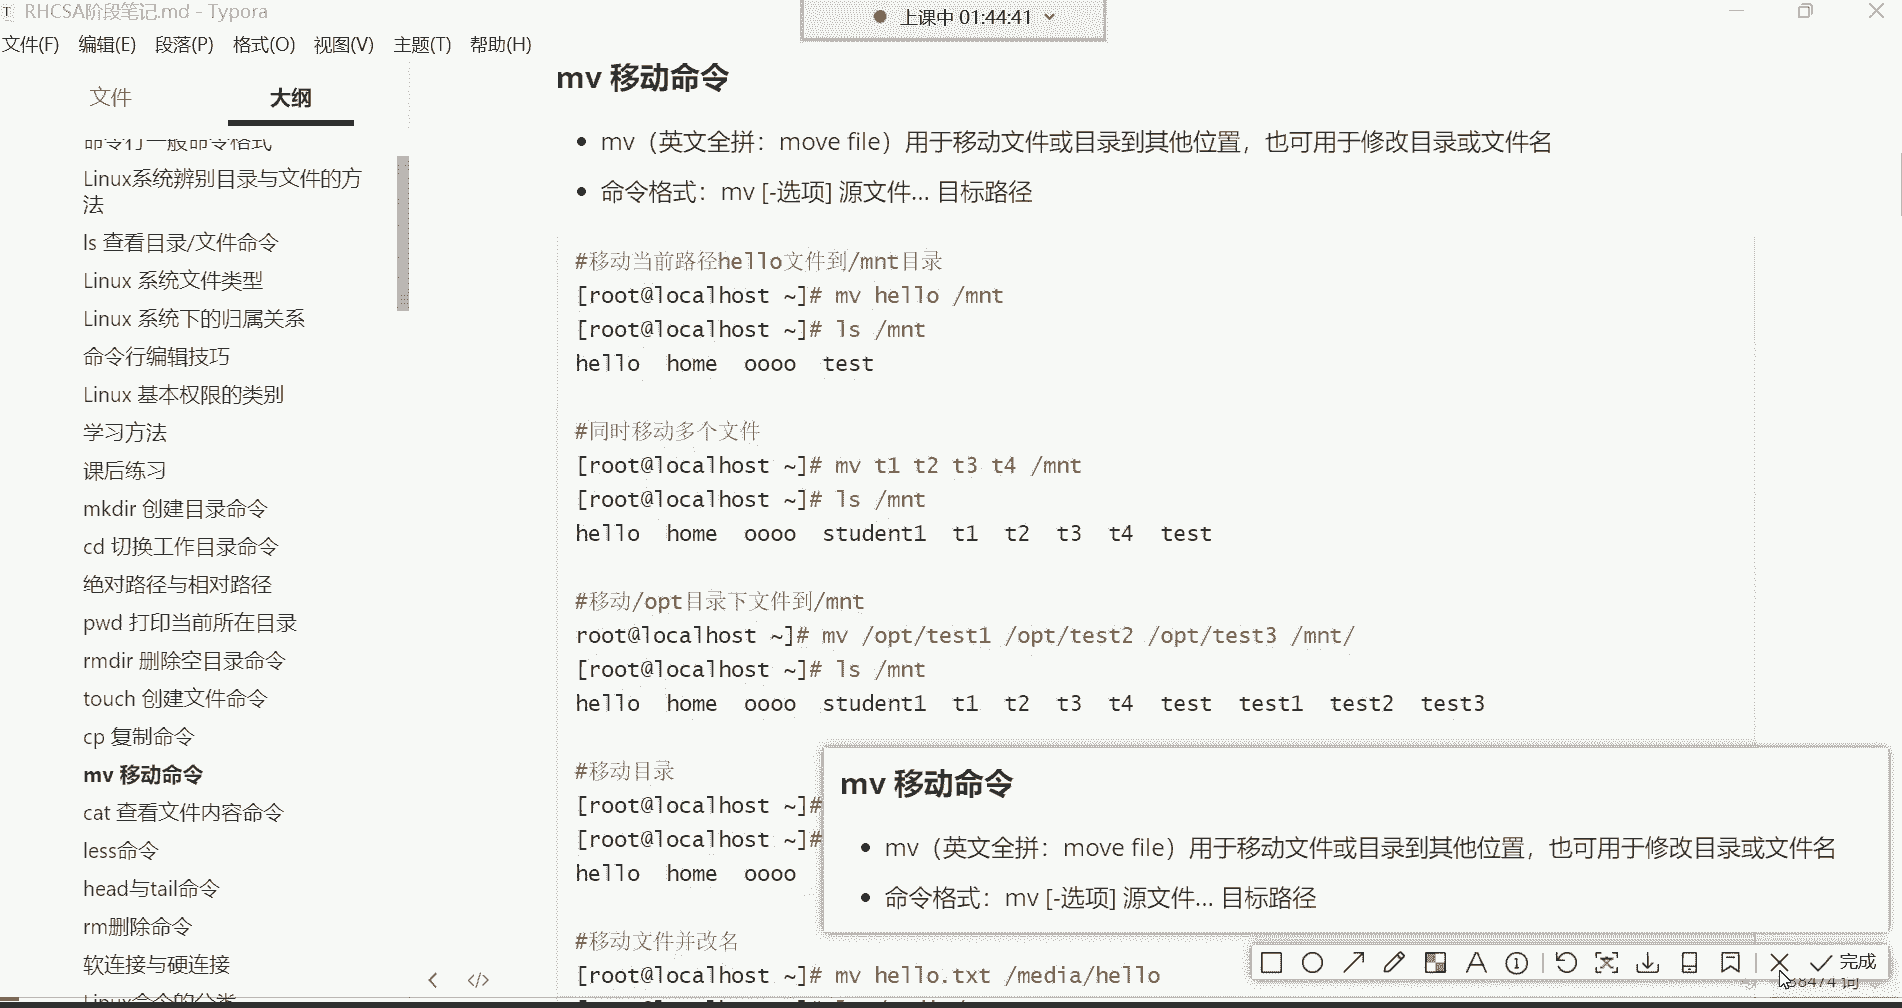 RHCSA阶段笔记.md - Typora
上课中 01:44:41
文件(F) 编辑(E) 段落(P) 格式(O) 视图(V) 主题(T) 帮助(H)
文件 大纲
命令行一般命令格式
Linux系统辨别目录与文件的方
法
ls 查看目录/文件命令
Linux 系统文件类型
Linux 系统下的归属关系
命令行编辑技巧
Linux 基本权限的类别
学习方法
课后练习
mkdir 创建目录命令
cd 切换工作目录命令
绝对路径与相对路径
pwd 打印当前所在目录
rmdir 删除空目录命令
touch 创建文件命令
cp 复制命令
mv 移动命令
cat 查看文件内容命令
less命令
head与tail命令
rm删除命令
软连接与硬连接
Linux命令的分类
mv 移动命令
mv（英文全拼：move file）用于移动文件或目录到其他位置，也可用于修改目录或文件名
命令格式：mv [-选项] 源文件... 目标路径
#移动当前路径hello文件到/mnt目录
[root@localhost ~]# mv hello /mnt
[root@localhost ~]# ls /mnt
hello home oooo test
#同时移动多个文件
[root@localhost ~]# mv t1 t2 t3 t4 /mnt
[root@localhost ~]# ls /mnt
hello home oooo student1 t1 t2 t3 t4 test
#移动/opt目录下文件到/mnt
root@localhost ~]# mv /opt/test1 /opt/test2 /opt/test3 /mnt/
[root@localhost ~]# ls /mnt
hello home oooo student1 t1 t2 t3 t4 test test1 test2 test3
#移动目录
[root@localhost ~]#
[root@localhost ~]#
hello home oooo
#移动文件并改名
[root@localhost ~]# mv hello.txt /media/hello
mv 移动命令
mv（英文全拼：move file）用于移动文件或目录到其他位置，也可用于修改目录或文件名
命令格式：mv [-选项] 源文件... 目标路径
完成